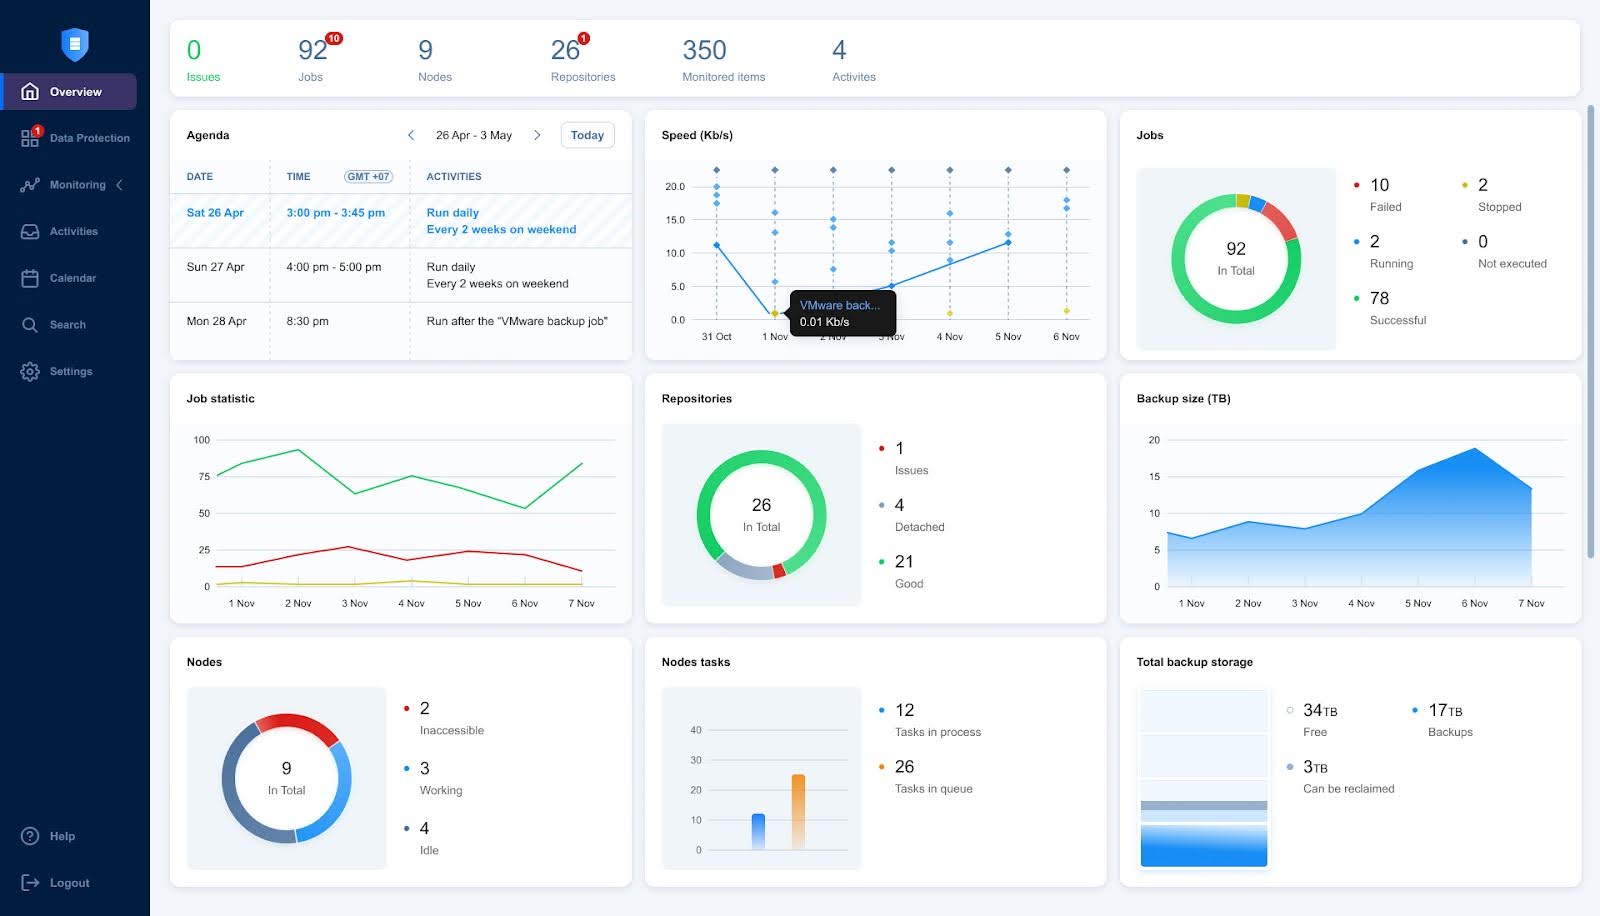 Overview
1
Data Protection
Monitoring
Activities
Calendar
Search
Settings
Help
Logout
0
Issues
92
10
Jobs
9
Nodes
26
1
Repositories
350
Monitored items
4
Activites
Agenda
26 Apr - 3 May
Today
DATE TIME GMT +07 ACTIVITIES
Sat 26 Apr 3:00 pm - 3:45 pm Run daily
Every 2 weeks on weekend
Sun 27 Apr 4:00 pm - 5:00 pm Run daily
Every 2 weeks on weekend
Mon 28 Apr 8:30 pm Run after the “VMware backup job"
Speed (Kb/s)
20.0
15.0
10.0
5.0
0.0
VMware back...
0.01 Kb/s
31 Oct 1 Nov 2 Nov 3 Nov 4 Nov 5 Nov 6 Nov
Jobs
92
In Total
10
Failed
2
Stopped
2
Running
0
Not executed
78
Successful
Job statistic
100
75
50
25
0
1 Nov 2 Nov 3 Nov 4 Nov 5 Nov 6 Nov 7 Nov
Repositories
26
In Total
1
Issues
4
Detached
21
Good
Backup size (TB)
20
15
10
5
0
1 Nov 2 Nov 3 Nov 4 Nov 5 Nov 6 Nov 7 Nov
Nodes
9
In Total
2
Inaccessible
3
Working
4
Idle
Nodes tasks
40
30
20
10
0
12
Tasks in process
26
Tasks in queue
Total backup storage
34TB
Free
17TB
Backups
3TB
Can be reclaimed